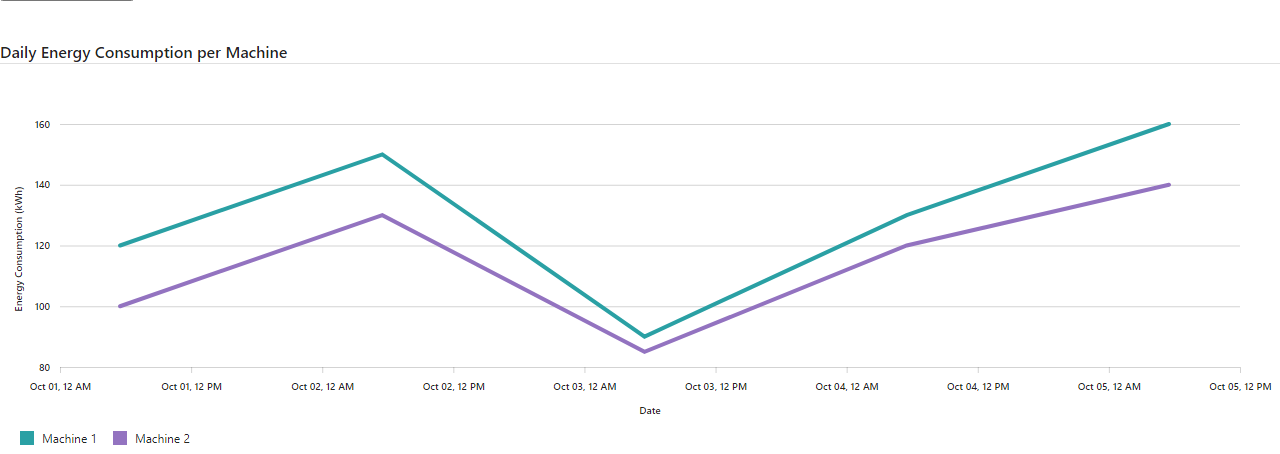 Daily Energy Consumption per Machine
160
140
120
100
80
Energy Consumption (kWh)
Oct 01, 12 AM Oct 01, 12 PM Oct 02, 12 AM Oct 02, 12 PM Oct 03, 12 AM Oct 03, 12 PM Oct 04, 12 AM Oct 04, 12 PM Oct 05, 12 AM Oct 05, 12 PM
Date
Machine 1 Machine 2